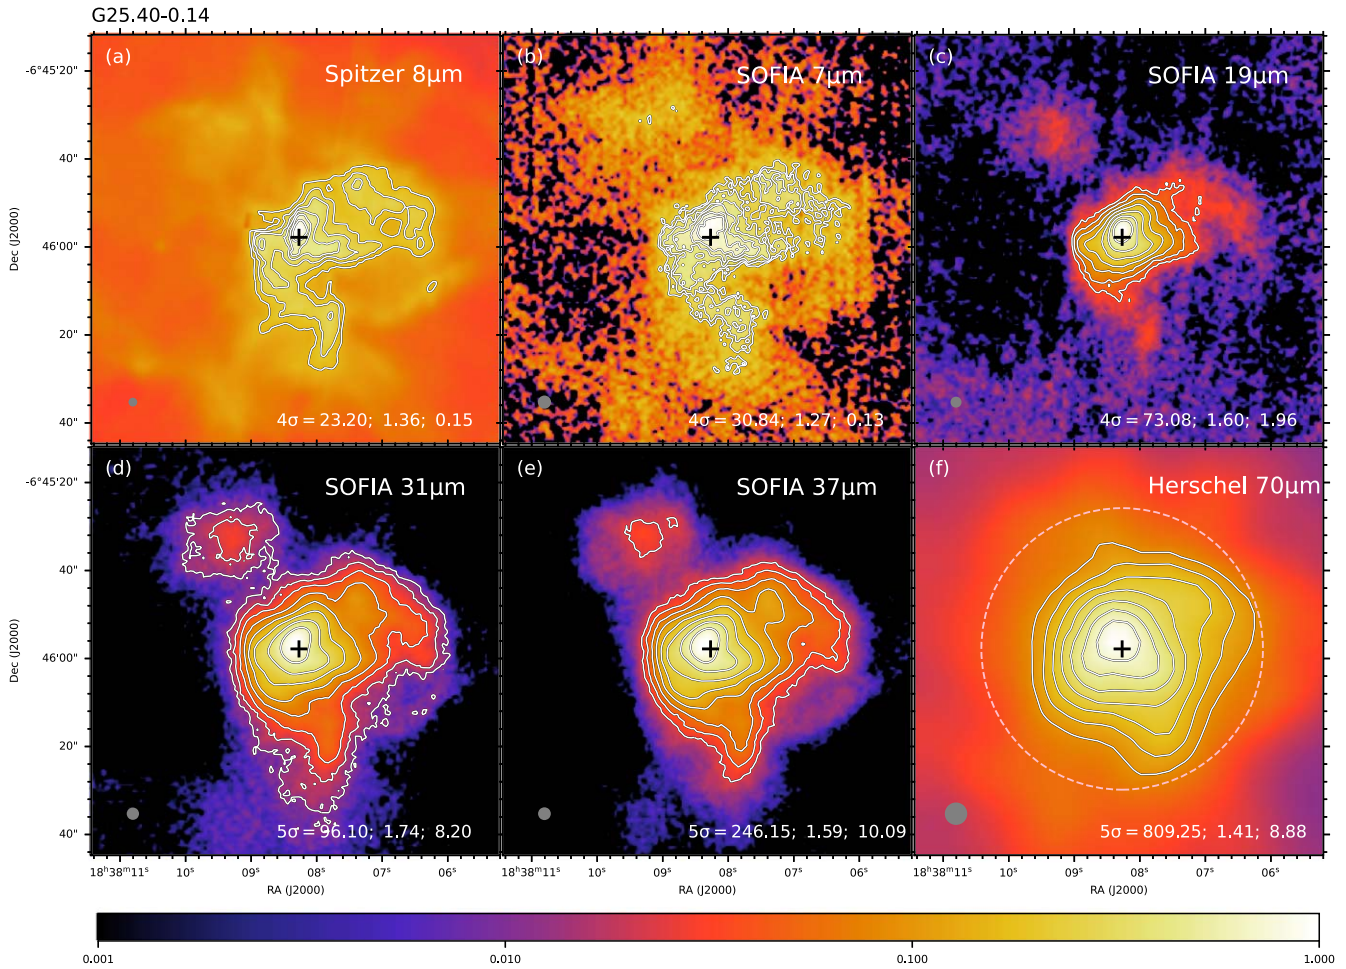 G25.40-0.14
(a) Spitzer 8μm
(b) SOFIA 7μm
(c) SOFIA 19μm
-6°45'20"
40"
46'00"
20"
40"
Dec (J2000)
4σ = 23.20; 1.36; 0.15
4σ = 30.84; 1.27; 0.13
4σ = 73.08; 1.60; 1.96
(d) SOFIA 31μm
(e) SOFIA 37μm
(f) Herschel 70μm
-6°45'20"
40"
46'00"
20"
40"
Dec (J2000)
5σ = 96.10; 1.74; 8.20
5σ = 246.15; 1.59; 10.09
5σ = 809.25; 1.41; 8.88
18ʰ38ᵐ11ˢ 10ˢ 09ˢ 08ˢ 07ˢ 06ˢ
18ʰ38ᵐ11ˢ 10ˢ 09ˢ 08ˢ 07ˢ 06ˢ
18ʰ38ᵐ11ˢ 10ˢ 09ˢ 08ˢ 07ˢ 06ˢ
RA (J2000)
RA (J2000)
RA (J2000)
0.001 0.010 0.100 1.000